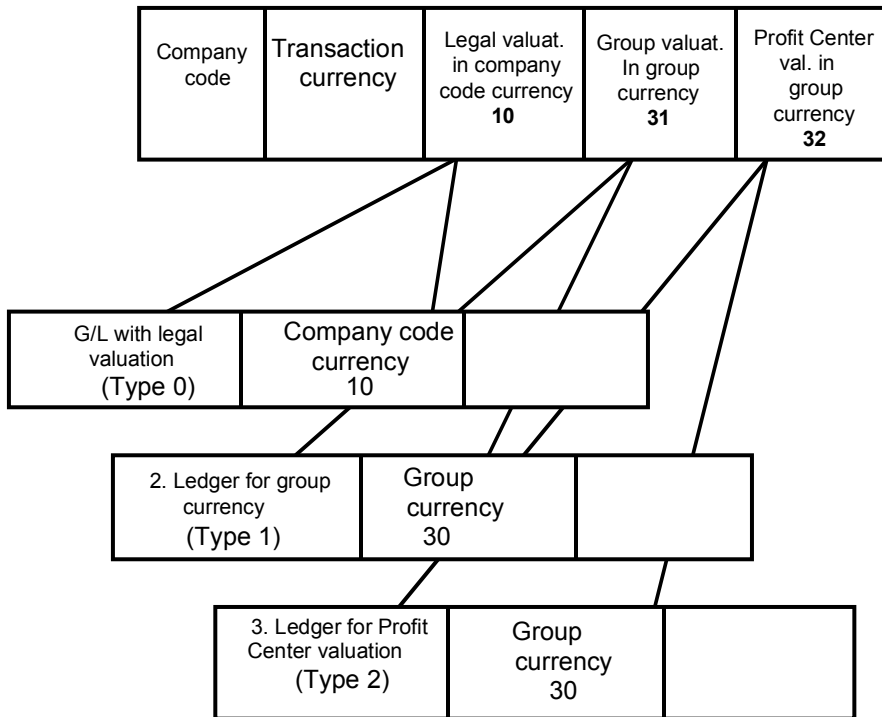 Company
code
Transaction
currency
Legal valuat.
in company
code currency
10
Group valuat.
In group
currency
31
Profit Center
val. in
group
currency
32
G/L with legal
valuation
(Type 0)
Company code
currency
10
2. Ledger for group
currency
(Type 1)
Group
currency
30
3. Ledger for Profit
Center valuation
(Type 2)
Group
currency
30